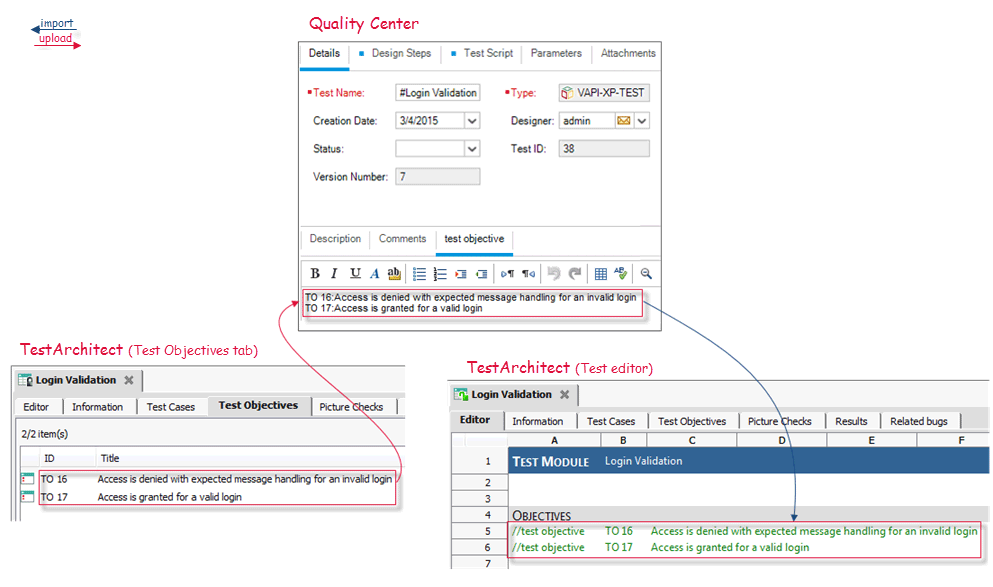 import
upload
Quality Center
Details Design Steps Test Script Parameters Attachments
Test Name: #Login Validation Type: VAPI-XP-TEST
Creation Date: 3/4/2015 Designer: admin
Status: Test ID: 38
Version Number: 7
Description Comments test objective
B I U A ab
TO 16:Access is denied with expected message handling for an invalid login
TO 17:Access is granted for a valid login
TestArchitect (Test Objectives tab)
Login Validation
Editor Information Test Cases Test Objectives Picture Checks
2/2 item(s)
ID Title
TO 16 Access is denied with expected message handling for an invalid login
TO 17 Access is granted for a valid login
TestArchitect (Test editor)
Login Validation
Editor Information Test Cases Test Objectives Picture Checks Results Related bugs
A B C D E F
1 TEST MODULE Login Validation
2
3
4 OBJECTIVES
5 //test objective TO 16 Access is denied with expected message handling for an invalid login
6 //test objective TO 17 Access is granted for a valid login
7